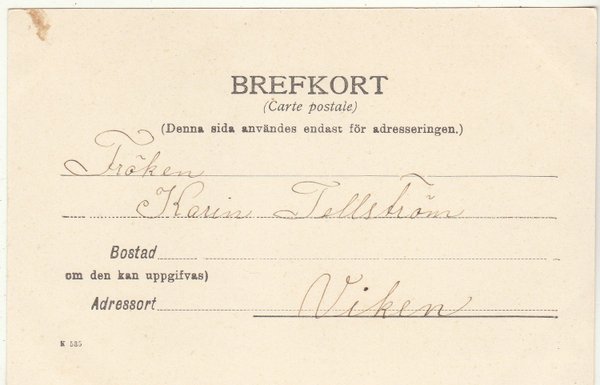 BREFKORT
(Carte postale)
(Denna sida användes endast för adresseringen.)
Fröken
Karin Tellström
Bostad
om den kan uppgifvas)
Adressort
Viken
K 535